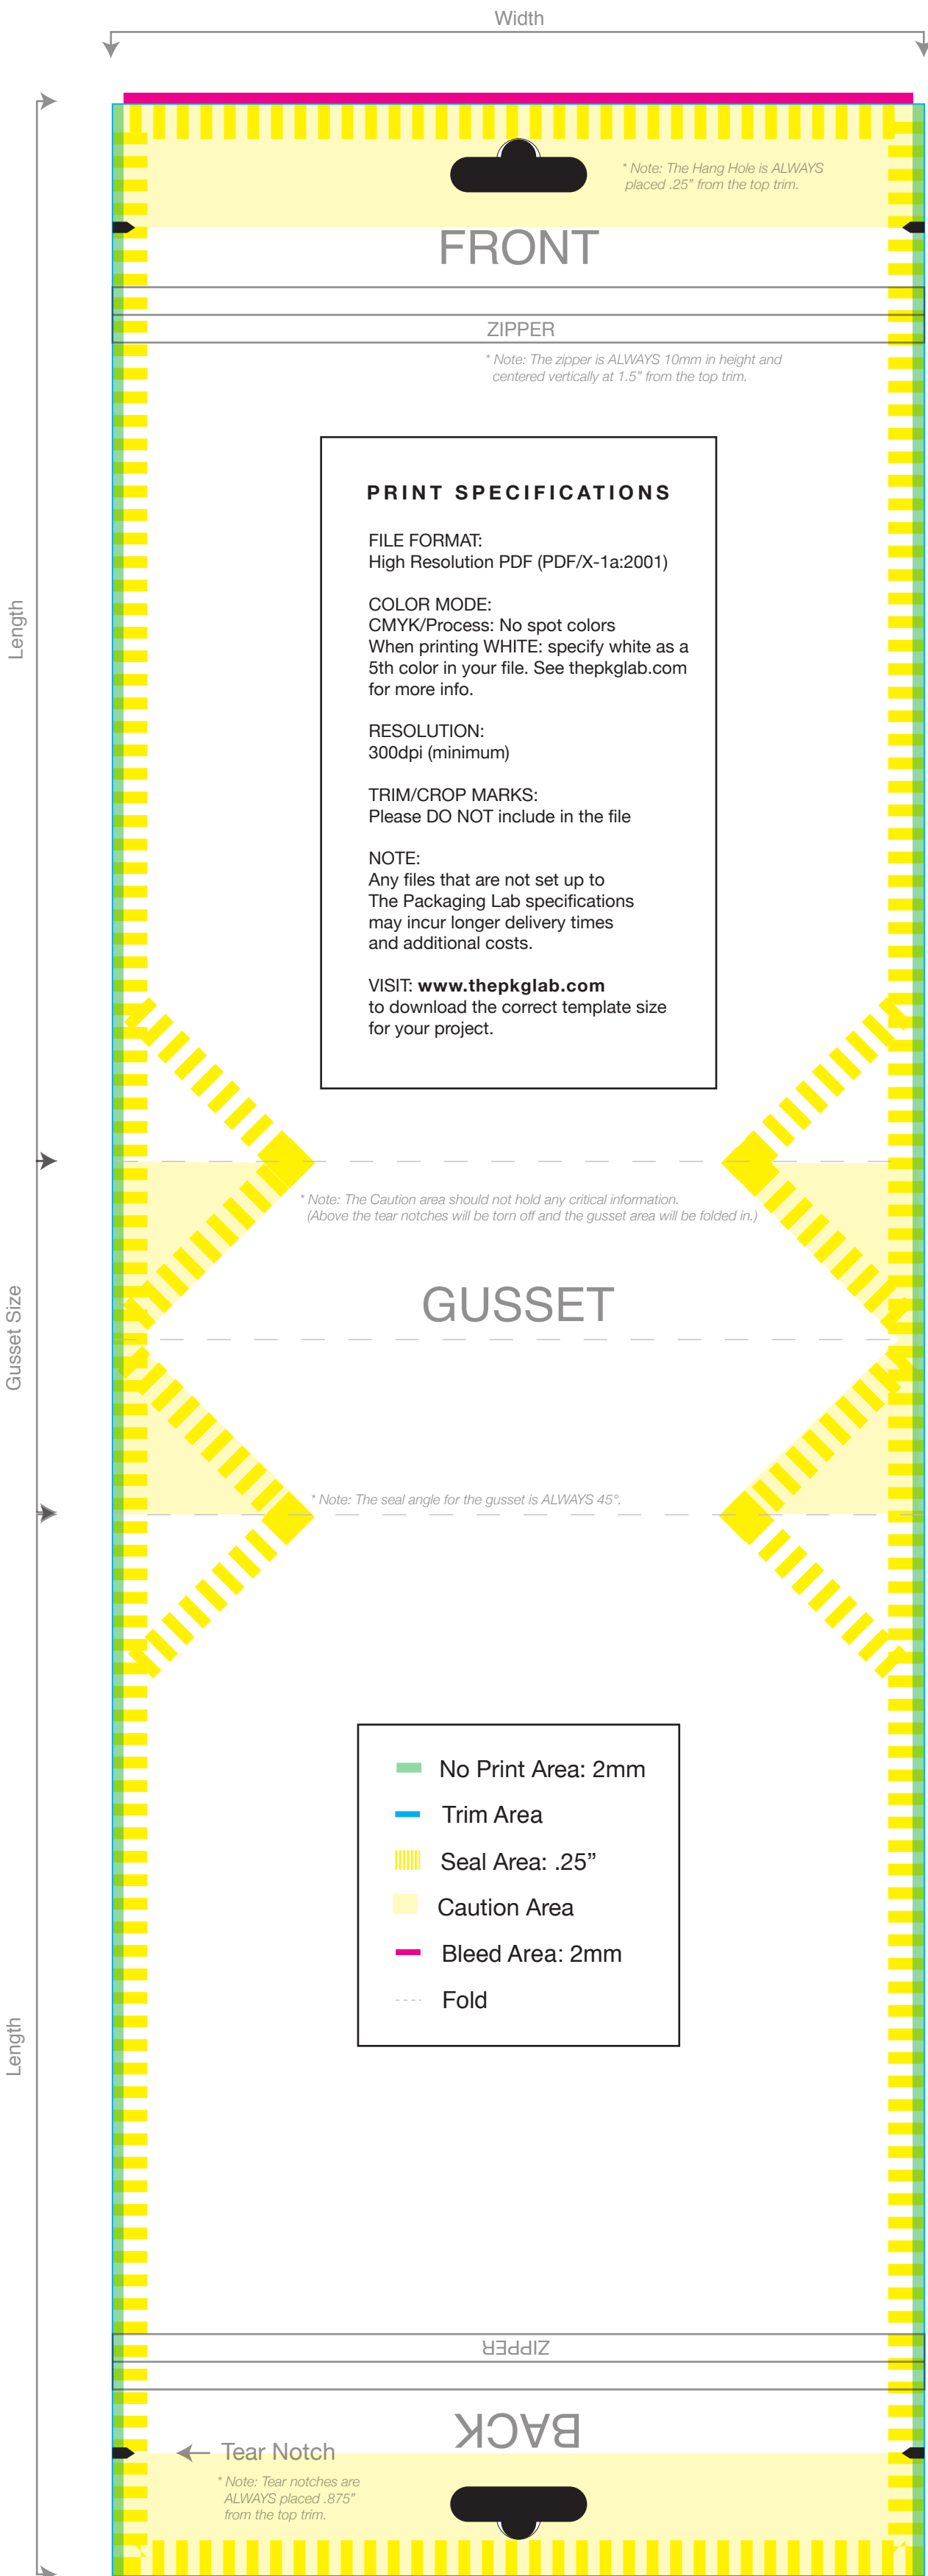 Width
* Note: The Hang Hole is ALWAYS
placed .25” from the top trim.
FRONT
ZIPPER
* Note: The zipper is ALWAYS 10mm in height and
centered vertically at 1.5” from the top trim.
Length
PRINT SPECIFICATIONS
FILE FORMAT:
High Resolution PDF (PDF/X-1a:2001)
COLOR MODE:
CMYK/Process: No spot colors
When printing WHITE: specify white as a
5th color in your file. See thepkglab.com
for more info.
RESOLUTION:
300dpi (minimum)
TRIM/CROP MARKS:
Please DO NOT include in the file
NOTE:
Any files that are not set up to
The Packaging Lab specifications
may incur longer delivery times
and additional costs.
VISIT: www.thepkglab.com
to download the correct template size
for your project.
* Note: The Caution area should not hold any critical information.
(Above the tear notches will be torn off and the gusset area will be folded in.)
Gusset Size
GUSSET
* Note: The seal angle for the gusset is ALWAYS 45°.
No Print Area: 2mm
Trim Area
Seal Area: .25”
Caution Area
Bleed Area: 2mm
Fold
Length
ZIPPER
BACK
Tear Notch
* Note: Tear notches are
ALWAYS placed .875”
from the top trim.